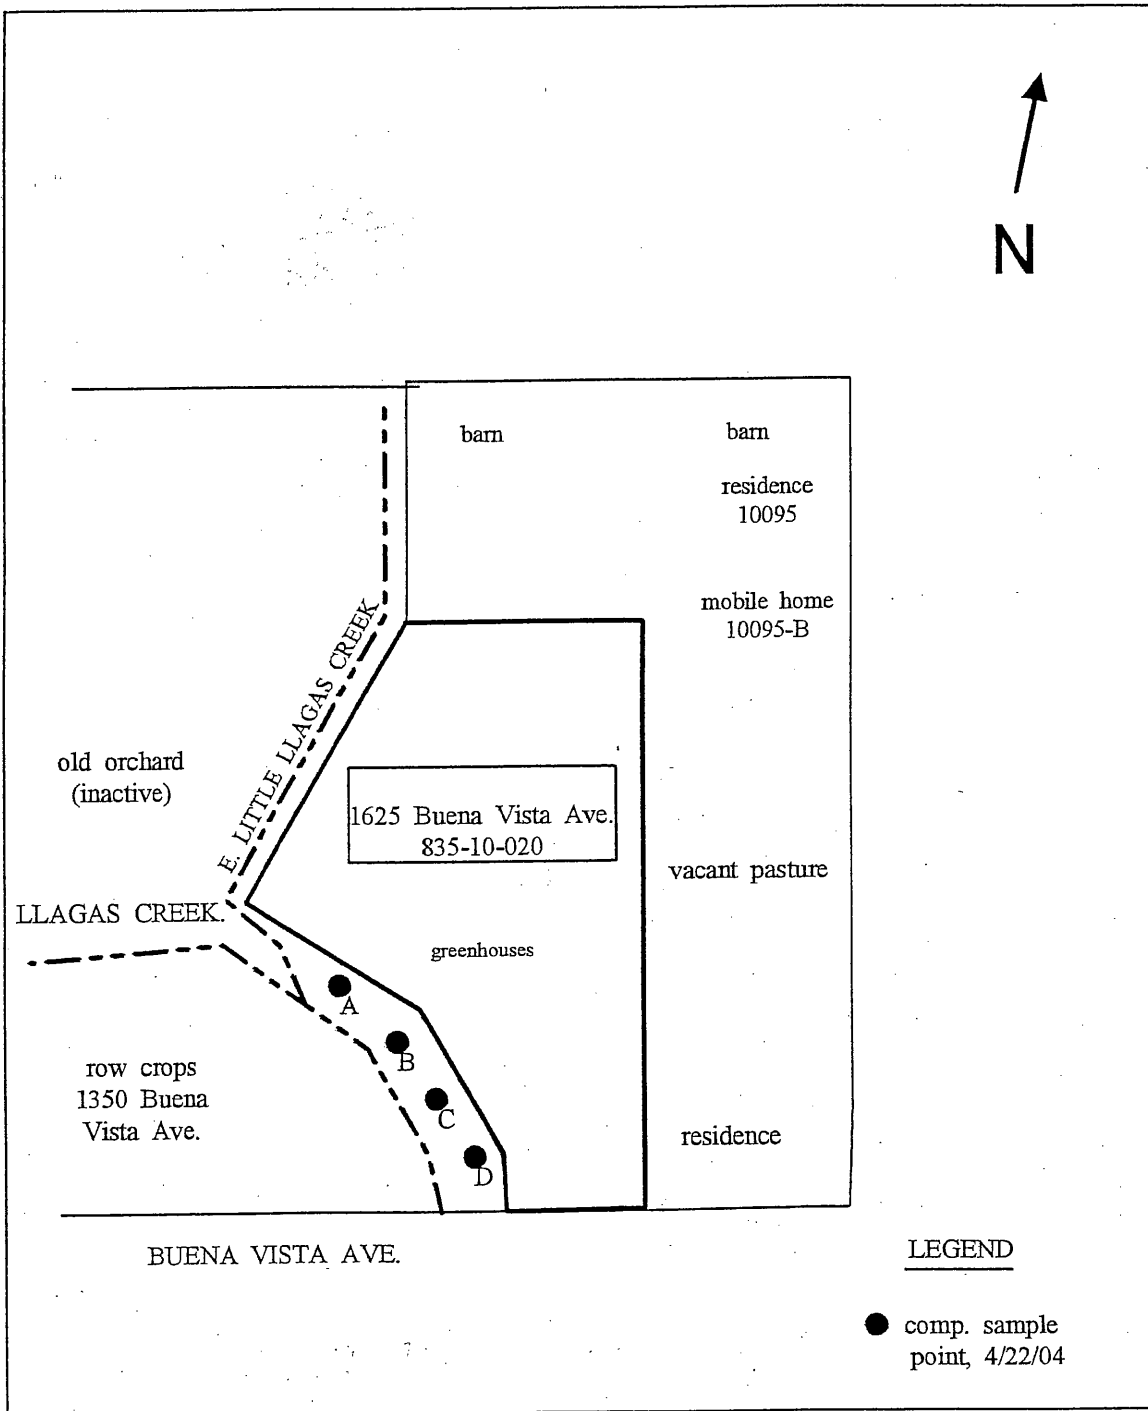 N
barn
barn
residence
10095
mobile home
10095-B
E. LITTLE LLAGAS CREEK
old orchard
(inactive)
1625 Buena Vista Ave.
835-10-020
vacant pasture
LLAGAS CREEK.
greenhouses
A
B
row crops
1350 Buena
Vista Ave.
C
residence
D
BUENA VISTA AVE.
LEGEND
comp. sample
point, 4/22/04